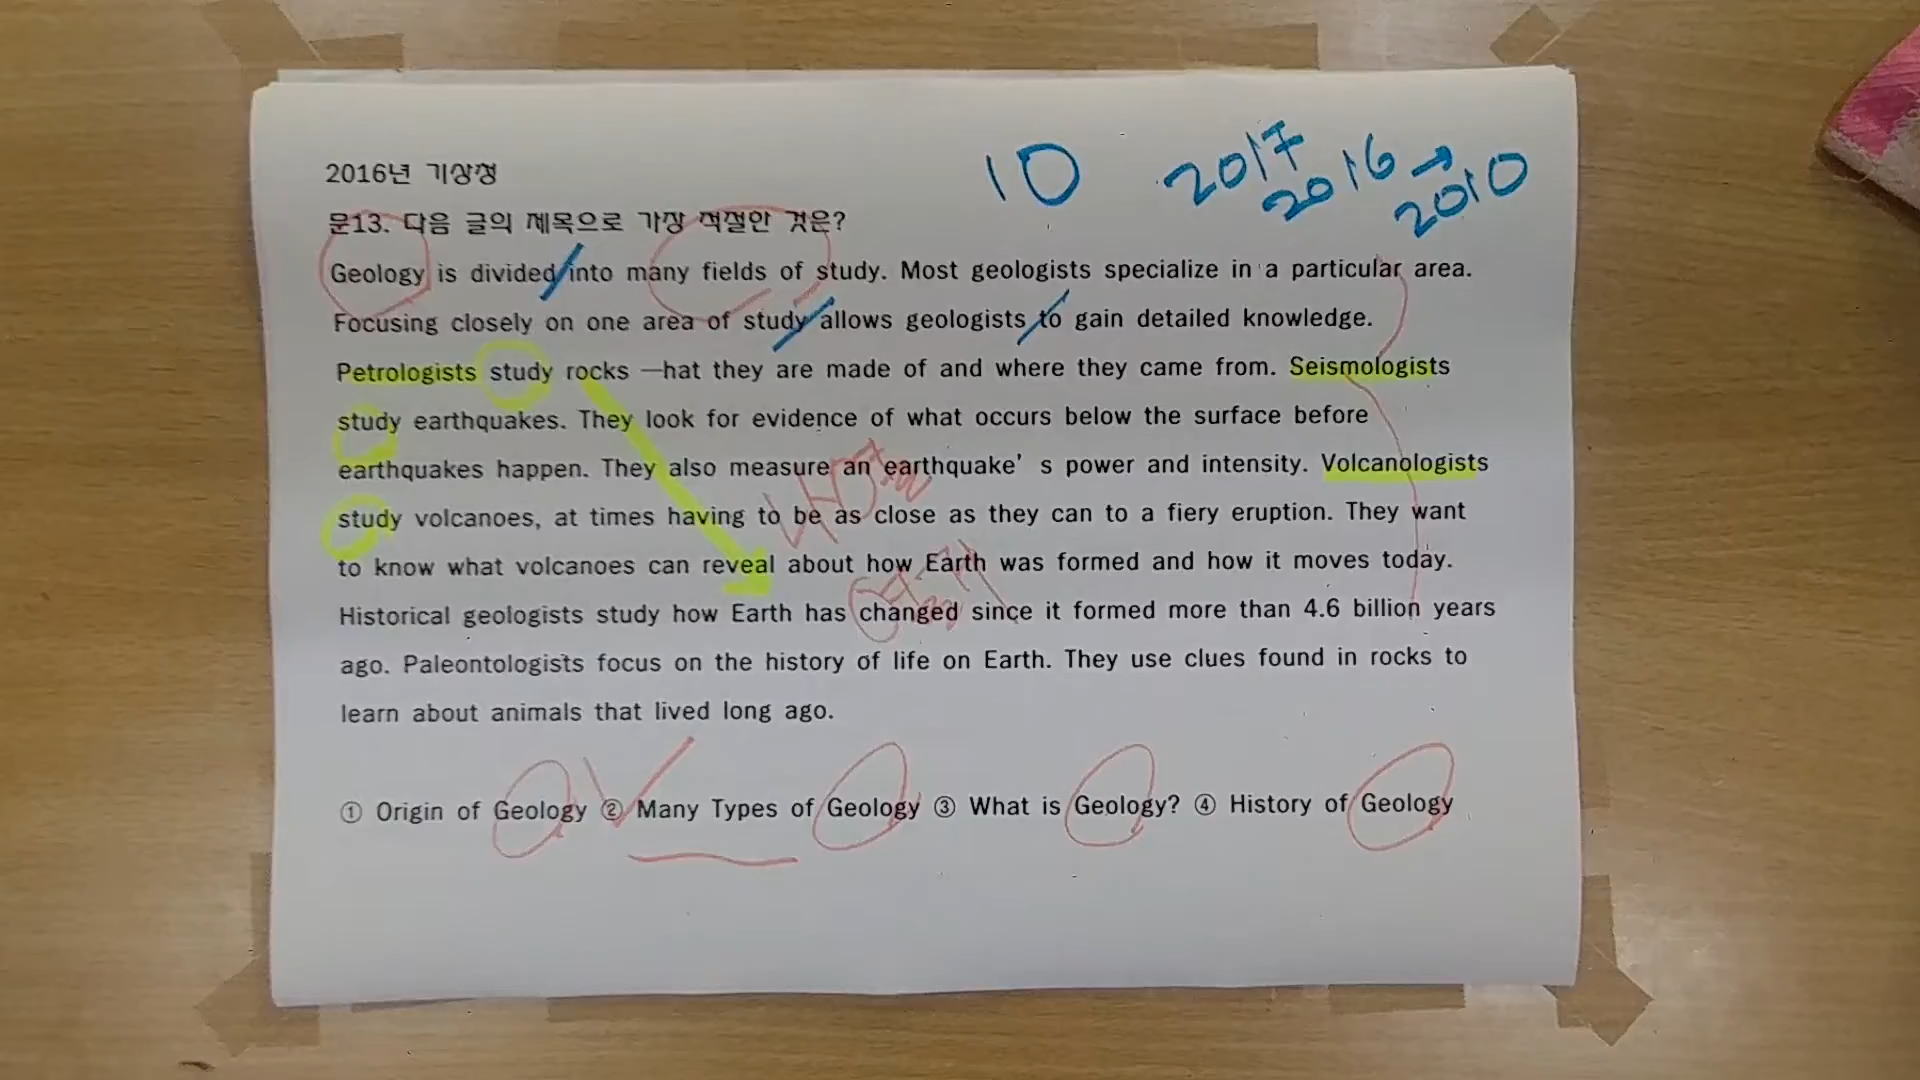 2016년 기상청
10 2017 2016 → 2010
문13. 다음 글의 제목으로 가장 적절한 것은?
Geology is divided into many fields of study. Most geologists specialize in a particular area.
Focusing closely on one area of study allows geologists to gain detailed knowledge.
Petrologists study rocks —hat they are made of and where they came from. Seismologists
study earthquakes. They look for evidence of what occurs below the surface before
earthquakes happen. They also measure an earthquake' s power and intensity. Volcanologists
study volcanoes, at times having to be as close as they can to a fiery eruption. They want
to know what volcanoes can reveal about how Earth was formed and how it moves today.
Historical geologists study how Earth has changed since it formed more than 4.6 billion years
ago. Paleontologists focus on the history of life on Earth. They use clues found in rocks to
learn about animals that lived long ago.
① Origin of Geology ② Many Types of Geology ③ What is Geology? ④ History of Geology